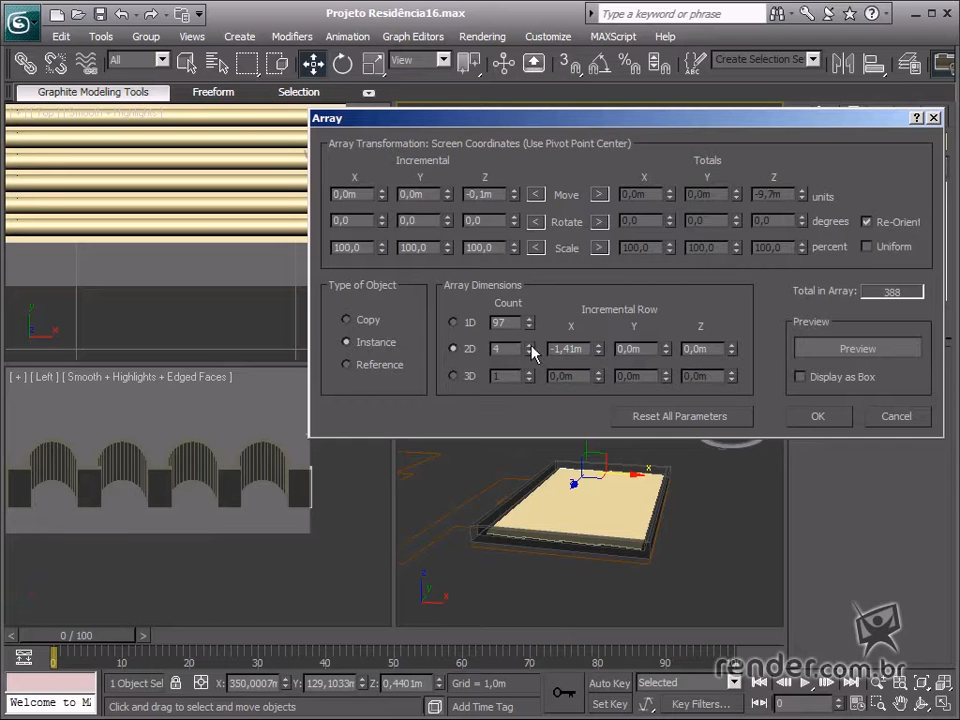 Projeto Residência16.max
Type a keyword or phrase
Edit Tools Group Views Create Modifiers Animation Graph Editors Rendering Customize MAXScript Help
All
View
Create Selection Se
Graphite Modeling Tools Freeform Selection
[ + ] [ Top ] [ Smooth + Highlights ]
Array
Array Transformation: Screen Coordinates (Use Pivot Point Center)
Incremental Totals
X Y Z X Y Z
0,0m 0,0m -0,1m < Move > 0,0m 0,0m -9,7m units
0,0 0,0 0,0 < Rotate > 0,0 0,0 0,0 degrees Re-Orient
100,0 100,0 100,0 < Scale > 100,0 100,0 100,0 percent Uniform
Type of Object
Copy
Instance
Reference
Array Dimensions
Count
Incremental Row
X Y Z
1D 97
2D 4 -1,41m 0,0m 0,0m
3D 1 0,0m 0,0m 0,0m
Total in Array: 388
Preview
Preview
Display as Box
Reset All Parameters OK Cancel
[ + ] [ Left ] [ Smooth + Highlights + Edged Faces ]
x
z
z
y
x
0 / 100
0 10 20 30 40 50 60 70 80 90
render.com.br
1 Object Sel X: 350,0007m Y: 129,1033m Z: 0,4401m Grid = 1,0m Auto Key Selected
Welcome to M Click and drag to select and move objects Add Time Tag Set Key Key Filters... 0